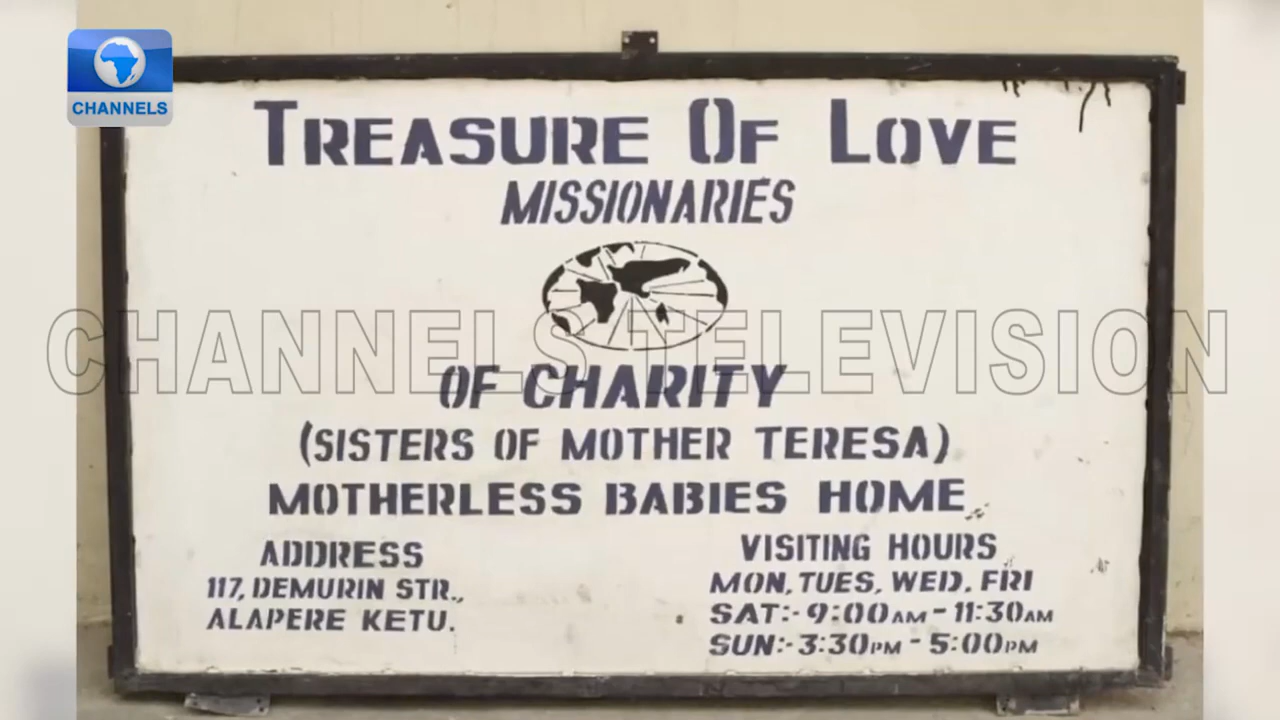 CHANNELS
TREASURE OF LOVE
MISSIONARIES
CHANNELS TELEVISION
OF CHARITY
(SISTERS OF MOTHER TERESA)
MOTHERLESS BABIES HOME
ADDRESS
117, DEMURIN STR.,
ALAPERE KETU.
VISITING HOURS
MON, TUES, WED, FRI
SAT:- 9:00AM - 11:30AM
SUN:- 3:30PM - 5:00PM